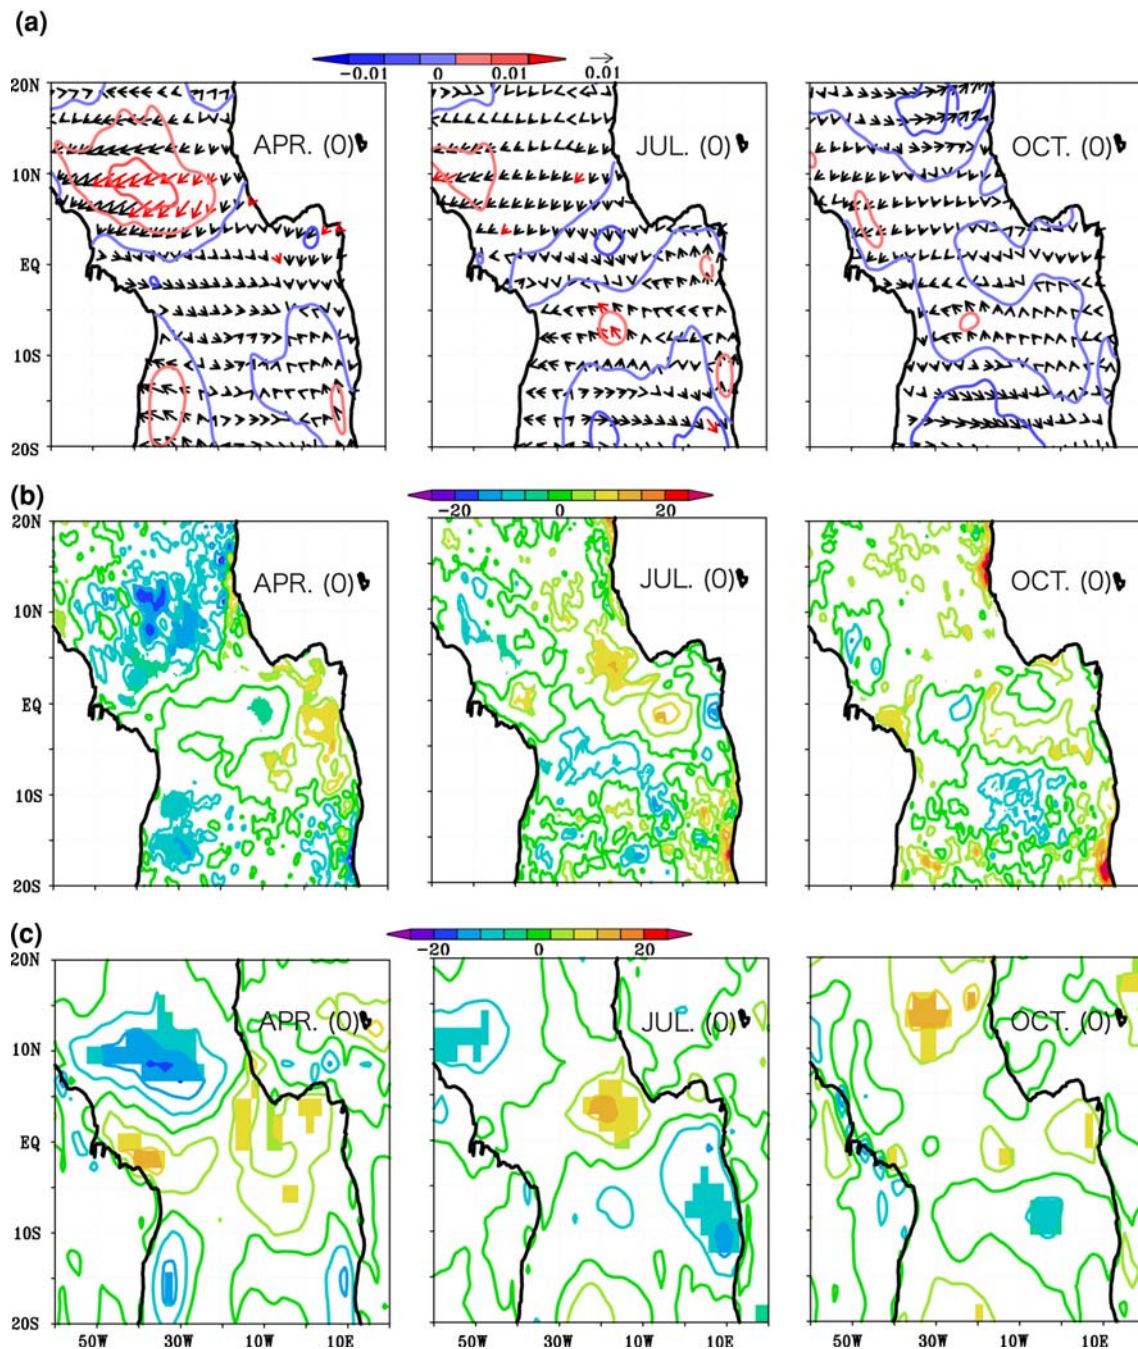 (a)
-0.01 0 0.01 0.01
20N
10N
EQ
10S
20S
APR. (0)
JUL. (0)
OCT. (0)
(b)
-20 0 20
20N
10N
EQ
10S
20S
APR. (0)
JUL. (0)
OCT. (0)
(c)
-20 0 20
20N
10N
EQ
10S
20S
APR. (0)
JUL. (0)
OCT. (0)
50W 30W 10W 10E 50W 30W 10W 10E 50W 30W 10W 10E